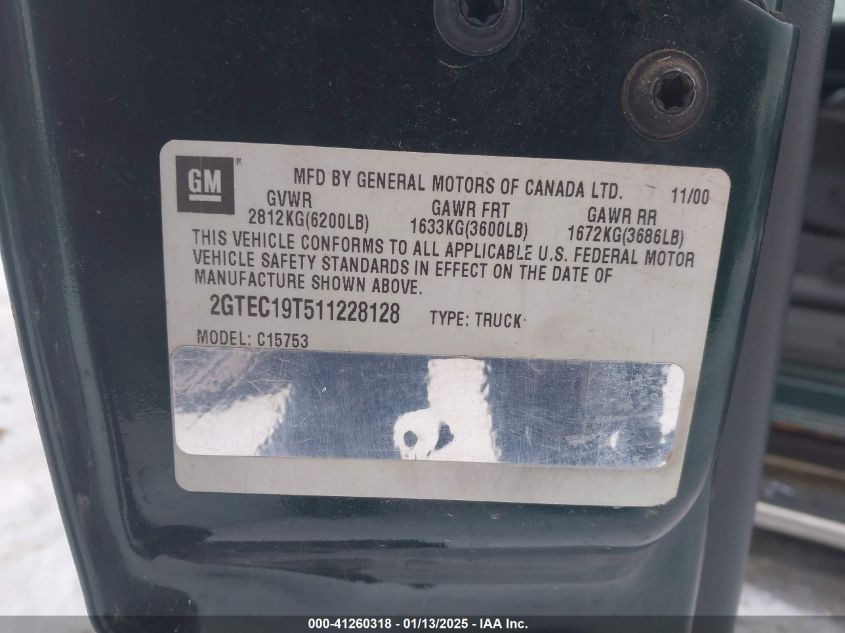 GM ® MFD BY GENERAL MOTORS OF CANADA LTD. 11/00
GVWR GAWR FRT GAWR RR
2812KG(6200LB) 1633KG(3600LB) 1672KG(3686LB)
THIS VEHICLE CONFORMS TO ALL APPLICABLE U.S. FEDERAL MOTOR
VEHICLE SAFETY STANDARDS IN EFFECT ON THE DATE OF
MANUFACTURE SHOWN ABOVE.
2GTEC19T511228128 TYPE: TRUCK
MODEL: C15753
000-41260318 | 01/13/2025 - IAA Inc.